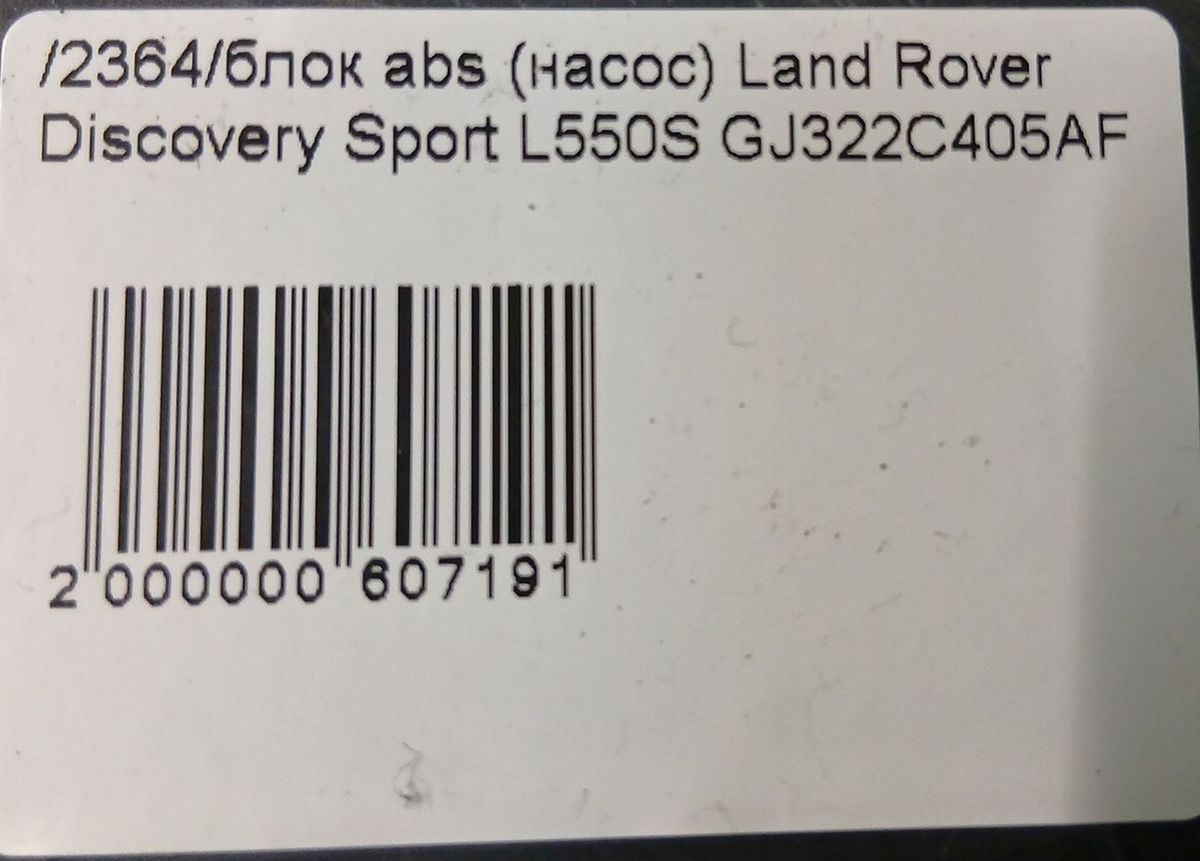 /2364/блок abs (насос) Land Rover
Discovery Sport L550S GJ322C405AF
2 000000 607191